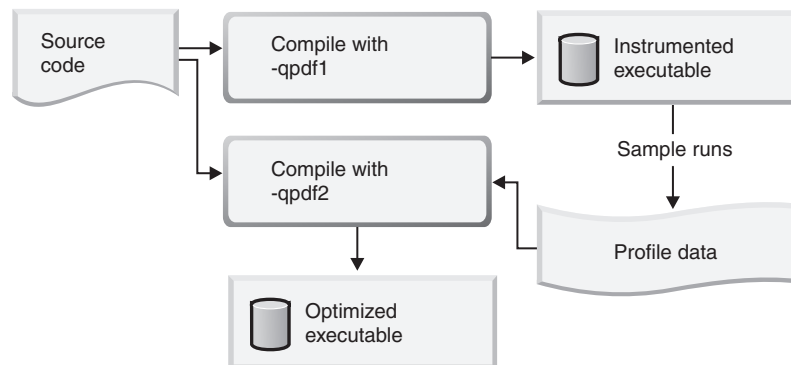 Source
code
Compile with
-qpdf1
Instrumented
executable
Sample runs
Compile with
-qpdf2
Profile data
Optimized
executable